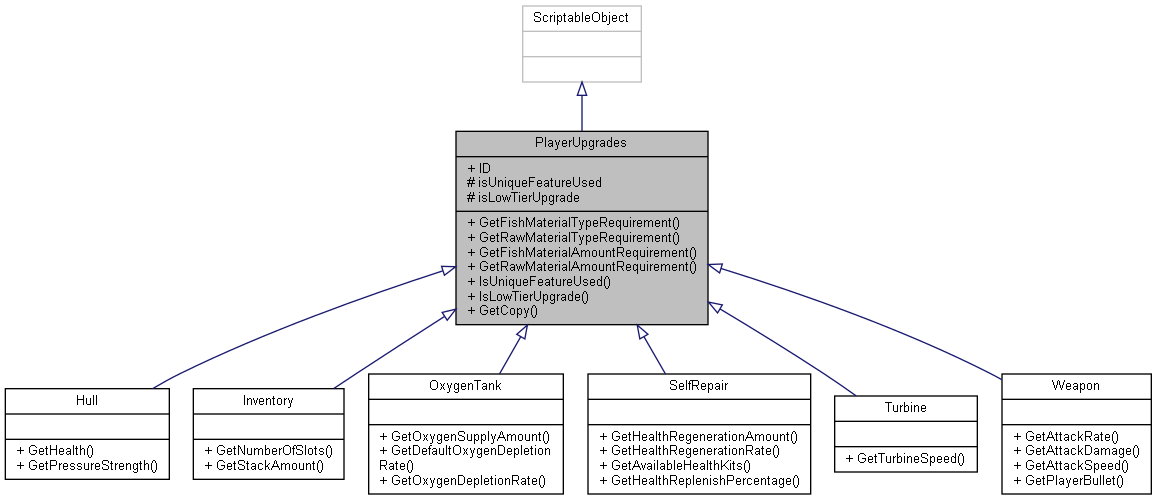 ScriptableObject
PlayerUpgrades
+ ID
# isUniqueFeatureUsed
# isLowTierUpgrade
+ GetFishMaterialTypeRequirement()
+ GetRawMaterialTypeRequirement()
+ GetFishMaterialAmountRequirement()
+ GetRawMaterialAmountRequirement()
+ IsUniqueFeatureUsed()
+ IsLowTierUpgrade()
+ GetCopy()
Hull
+ GetHealth()
+ GetPressureStrength()
Inventory
+ GetNumberOfSlots()
+ GetStackAmount()
OxygenTank
+ GetOxygenSupplyAmount()
+ GetDefaultOxygenDepletion
Rate()
+ GetOxygenDepletionRate()
SelfRepair
+ GetHealthRegenerationAmount()
+ GetHealthRegenerationRate()
+ GetAvailableHealthKits()
+ GetHealthReplenishPercentage()
Turbine
+ GetTurbineSpeed()
Weapon
+ GetAttackRate()
+ GetAttackDamage()
+ GetAttackSpeed()
+ GetPlayerBullet()